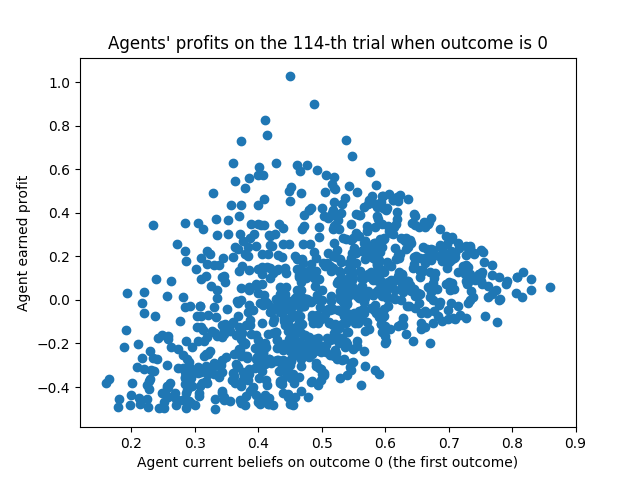 Agents' profits on the 114-th trial when outcome is 0
1.0
0.8
0.6
0.4
0.2
0.0
−0.2
−0.4
Agent earned profit
0.2 0.3 0.4 0.5 0.6 0.7 0.8 0.9
Agent current beliefs on outcome 0 (the first outcome)